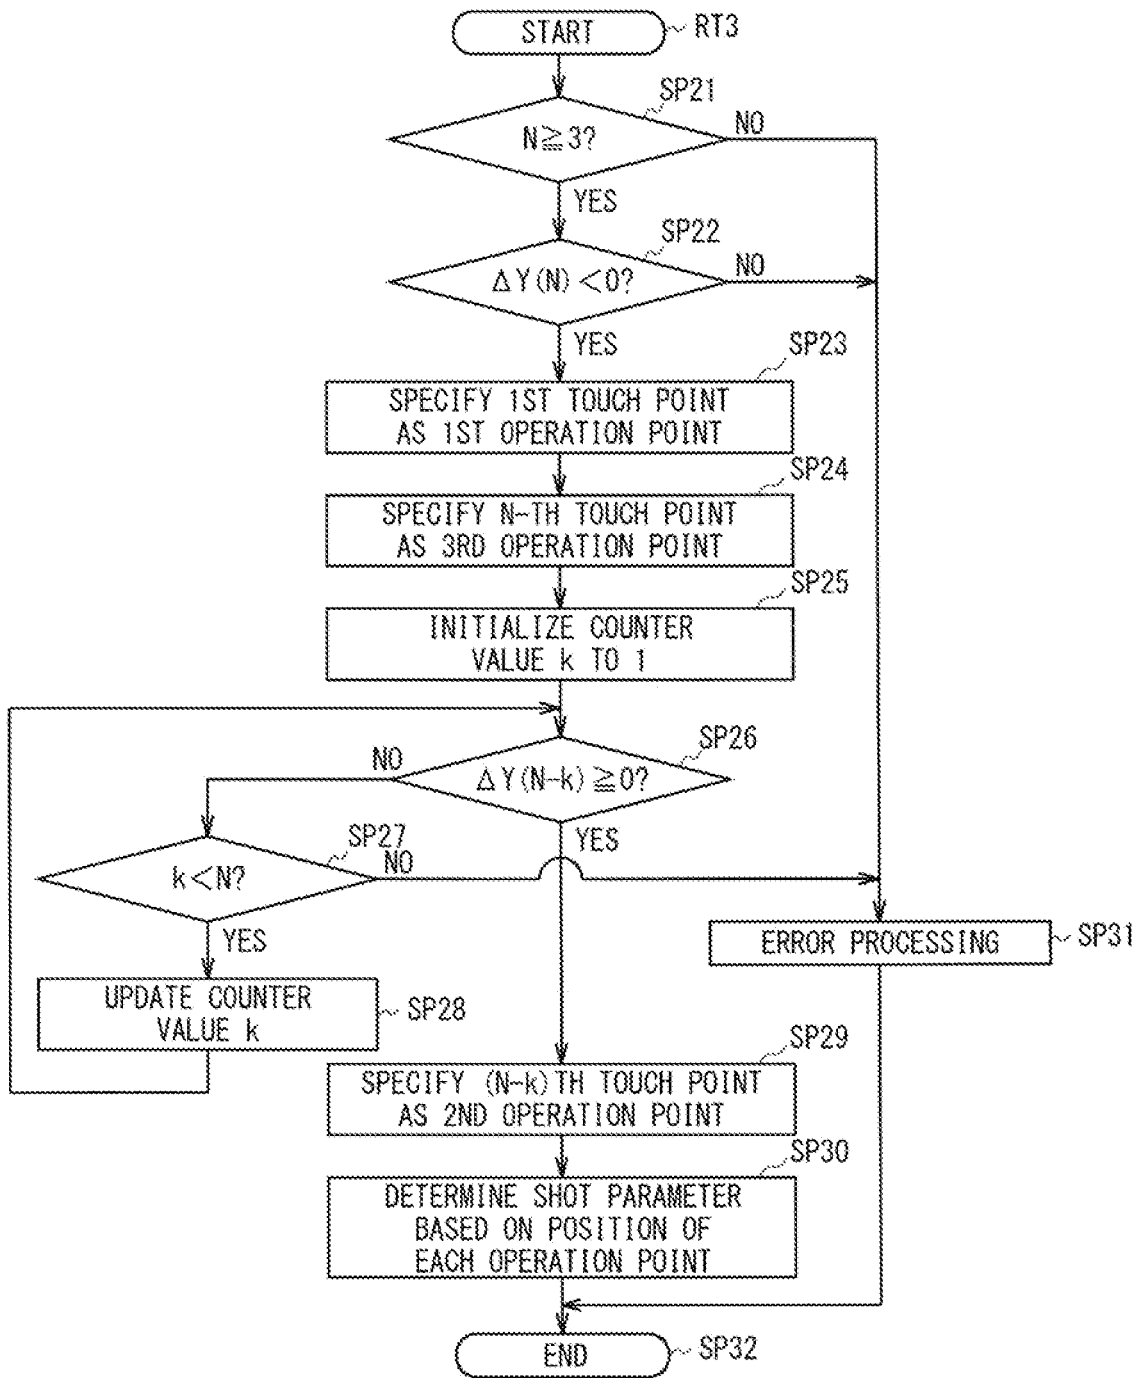 START
RT3
SP21
N≧3?
NO
YES
SP22
ΔY(N)<0?
NO
YES
SP23
SPECIFY 1ST TOUCH POINT
AS 1ST OPERATION POINT
SP24
SPECIFY N-TH TOUCH POINT
AS 3RD OPERATION POINT
SP25
INITIALIZE COUNTER
VALUE k TO 1
SP26
NO
ΔY(N-k)≧0?
YES
SP27
k<N?
NO
YES
ERROR PROCESSING
SP31
UPDATE COUNTER
VALUE k
SP28
SP29
SPECIFY (N-k)TH TOUCH POINT
AS 2ND OPERATION POINT
SP30
DETERMINE SHOT PARAMETER
BASED ON POSITION OF
EACH OPERATION POINT
END
SP32